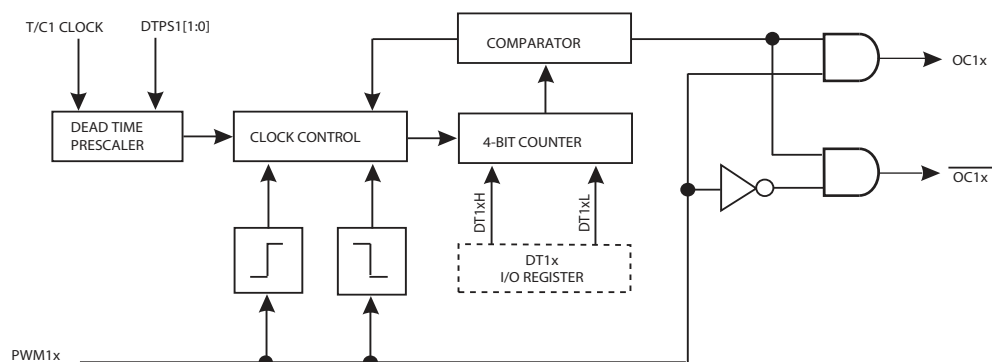 T/C1 CLOCK
DTPS1[1:0]
COMPARATOR
OC1x
DEAD TIME
PRESCALER
CLOCK CONTROL
4-BIT COUNTER
OC1x
DT1xH
DT1xL
DT1x
I/O REGISTER
PWM1x